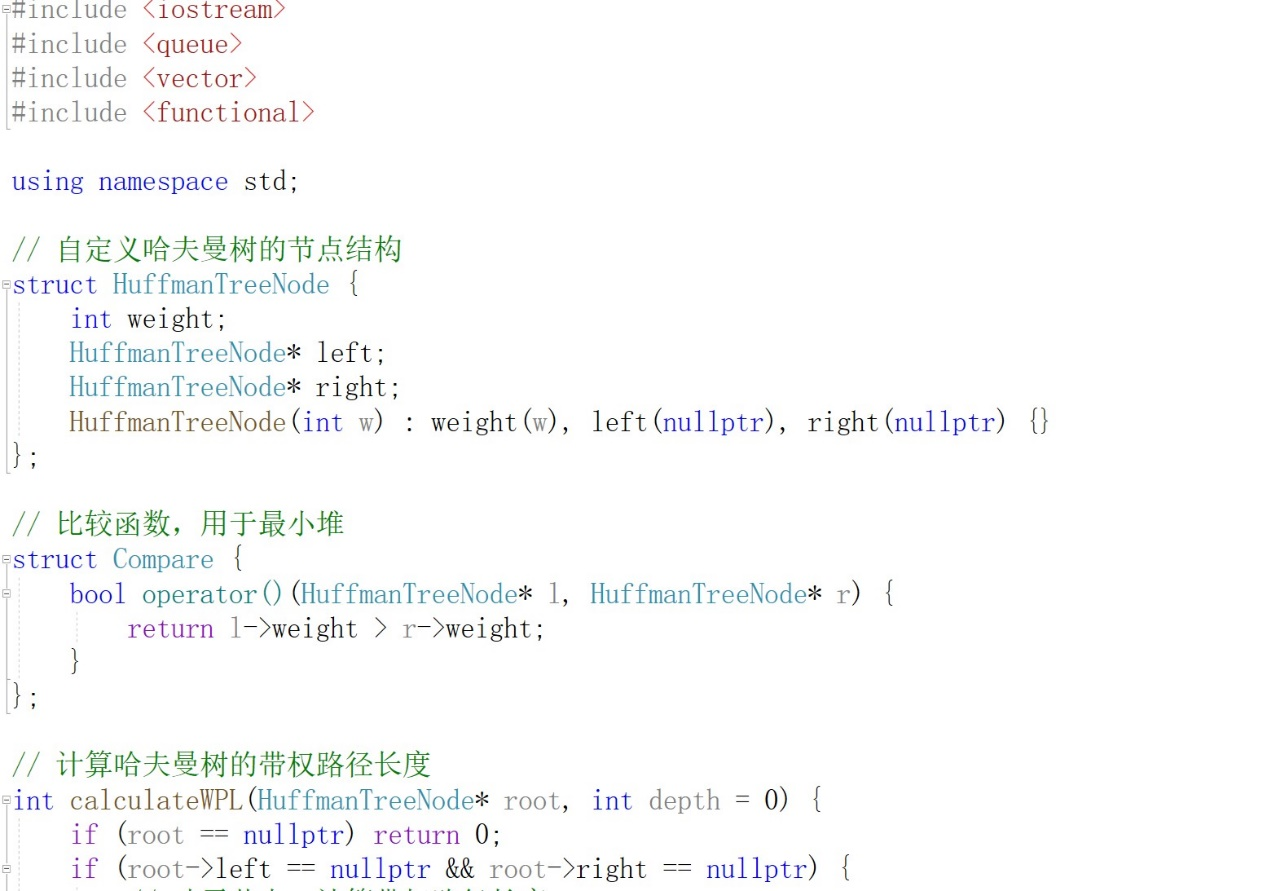 #include <iostream>
#include <queue>
#include <vector>
#include <functional>
using namespace std;
// 自定义哈夫曼树的节点结构
struct HuffmanTreeNode {
    int weight;
    HuffmanTreeNode* left;
    HuffmanTreeNode* right;
    HuffmanTreeNode(int w) : weight(w), left(nullptr), right(nullptr) {}
};
// 比较函数，用于最小堆
struct Compare {
    bool operator()(HuffmanTreeNode* l, HuffmanTreeNode* r) {
        return l->weight > r->weight;
    }
};
// 计算哈夫曼树的带权路径长度
int calculateWPL(HuffmanTreeNode* root, int depth = 0) {
    if (root == nullptr) return 0;
    if (root->left == nullptr && root->right == nullptr) {